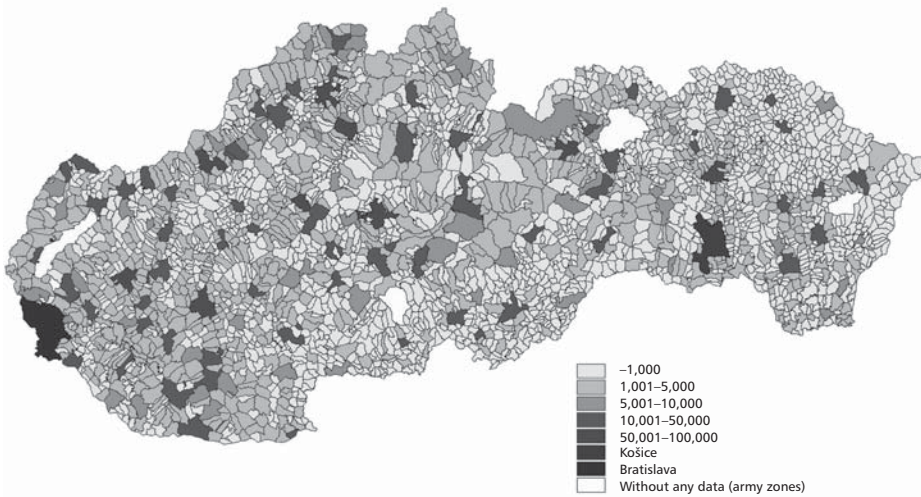 –1,000
1,001–5,000
5,001–10,000
10,001–50,000
50,001–100,000
Košice
Bratislava
Without any data (army zones)